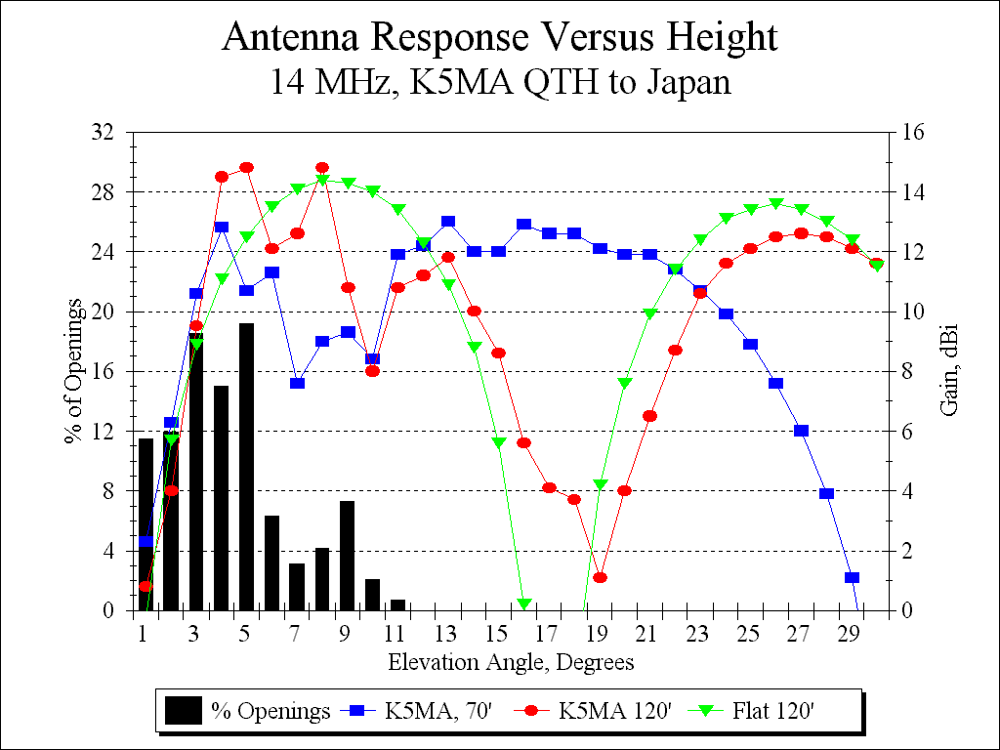 Antenna Response Versus Height
14 MHz, K5MA QTH to Japan
32 16
28 14
24 12
20 10
16 8
12 6
8 4
4 2
0 0
% of Openings
Gain, dBi
1 3 5 7 9 11 13 15 17 19 21 23 25 27 29
Elevation Angle, Degrees
% Openings K5MA, 70' K5MA 120' Flat 120'